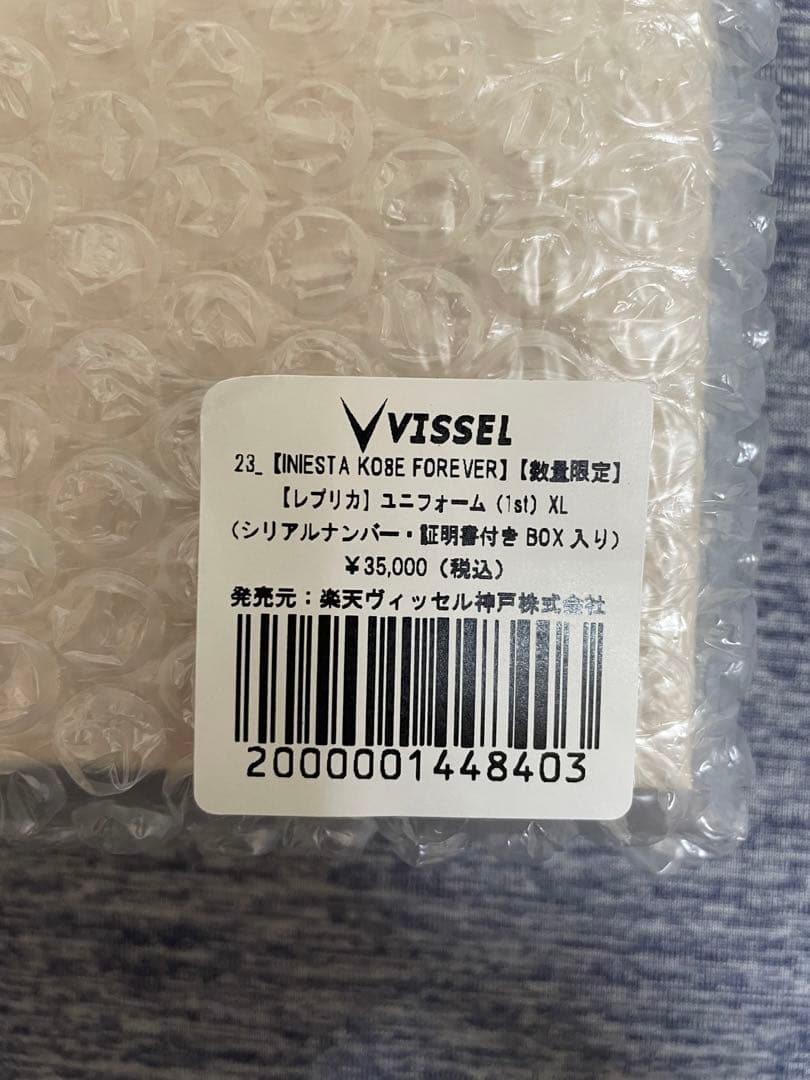 VISSEL
23_【INIESTA KO8E FOREVER】【数量限定】
【レプリカ】ユニフォーム（1st）XL
（シリアルナンバー・証明書付き BOX 入り）
￥35,000（税込）
発売元：楽天ヴィッセル神戸株式会社
2000001448403